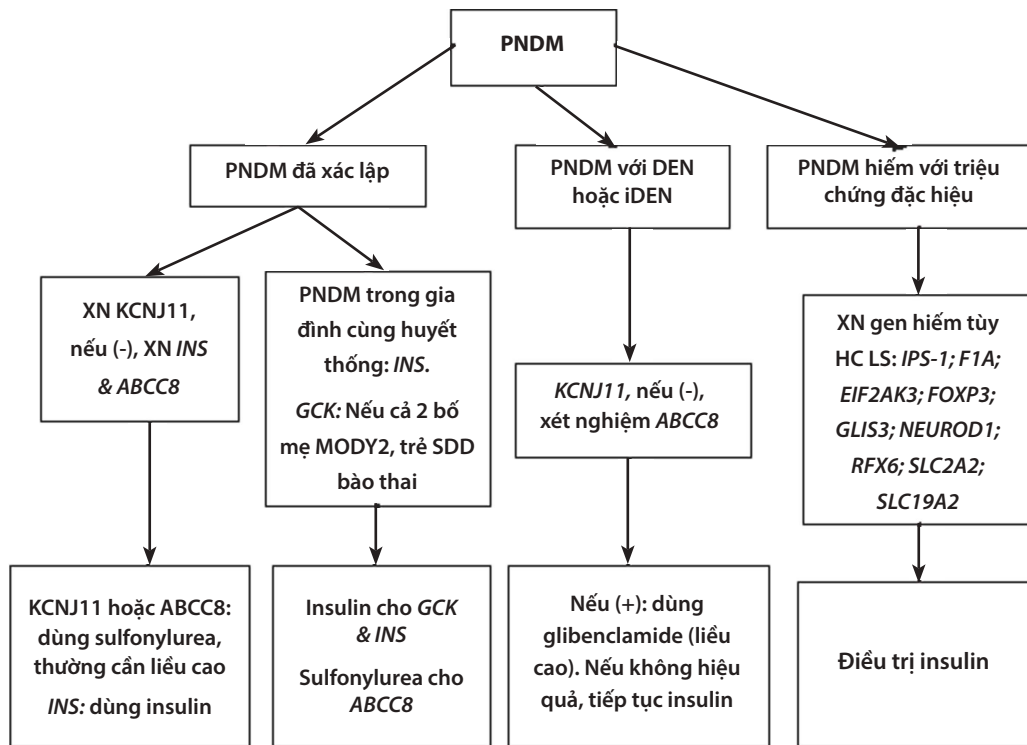 PNDM
PNDM đã xác lập
PNDM với DEN
hoặc iDEN
PNDM hiếm với triệu
chứng đặc hiệu
XN KCNJ11,
nếu (-), XN INS
& ABCC8
PNDM trong gia
đình cùng huyết
thống: INS.
GCK: Nếu cả 2 bố
mẹ MODY2, trẻ SDD
bào thai
KCNJ11, nếu (-),
xét nghiệm ABCC8
XN gen hiếm tùy
HC LS: IPS-1; F1A;
EIF2AK3; FOXP3;
GLIS3; NEUROD1;
RFX6; SLC2A2;
SLC19A2
KCNJ11 hoặc ABCC8:
dùng sulfonylurea,
thường cần liều cao
INS: dùng insulin
Insulin cho GCK
& INS
Sulfonylurea cho
ABCC8
Nếu (+): dùng
glibenclamide (liều
cao). Nếu không hiệu
quả, tiếp tục insulin
Điều trị insulin